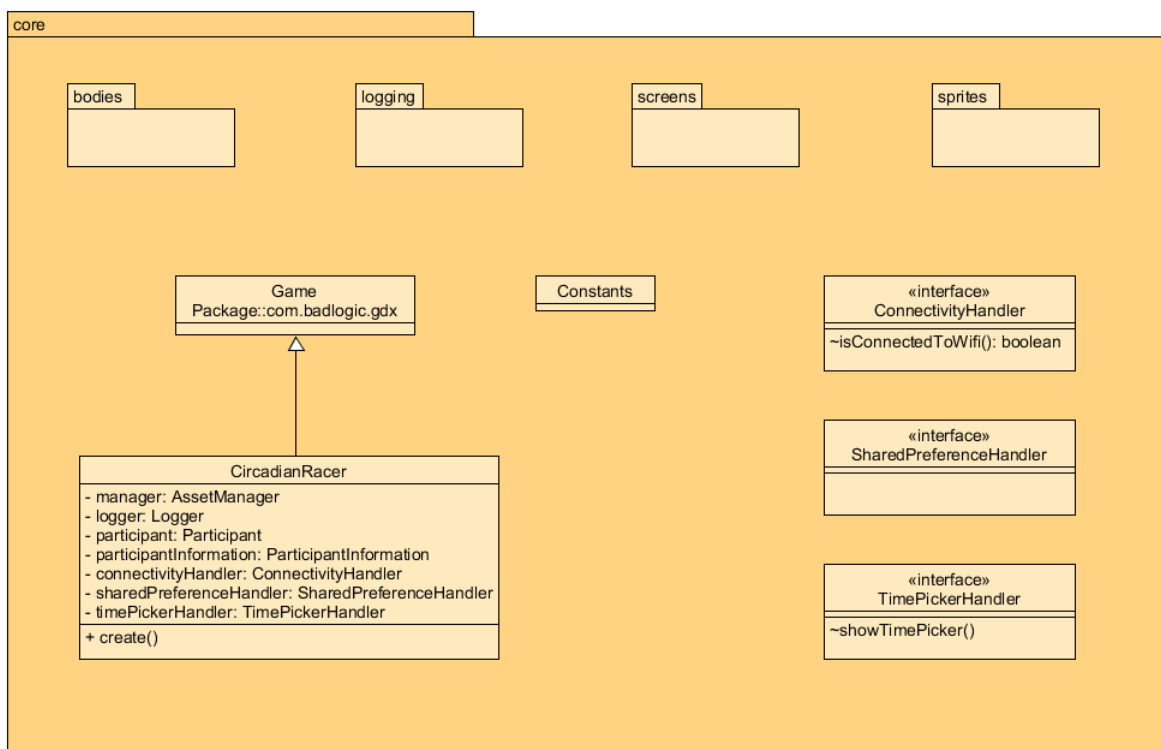 core
bodies
logging
screens
sprites
Game
Package::com.badlogic.gdx
Constants
«interface»
ConnectivityHandler
~isConnectedToWifi(): boolean
«interface»
SharedPreferenceHandler
CircadianRacer
- manager: AssetManager
- logger: Logger
- participant: Participant
- participantInformation: ParticipantInformation
- connectivityHandler: ConnectivityHandler
- sharedPreferenceHandler: SharedPreferenceHandler
- timePickerHandler: TimePickerHandler
+ create()
«interface»
TimePickerHandler
~showTimePicker()